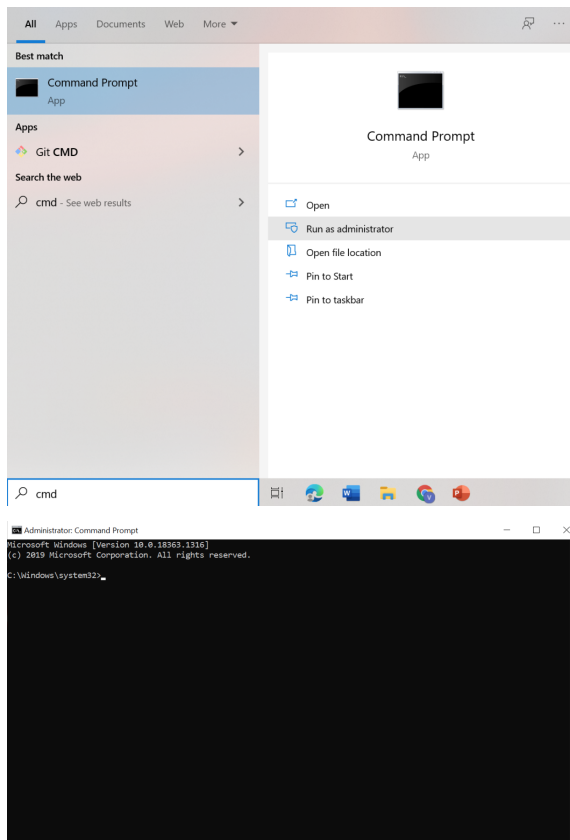 All Apps Documents Web More
Best match
Command Prompt
App
Apps
Git CMD
Search the web
cmd - See web results
Command Prompt
App
Open
Run as administrator
Open file location
Pin to Start
Pin to taskbar
cmd
Administrator: Command Prompt
Microsoft Windows [Version 10.0.18363.1316]
(c) 2019 Microsoft Corporation. All rights reserved.
C:\Windows\system32>